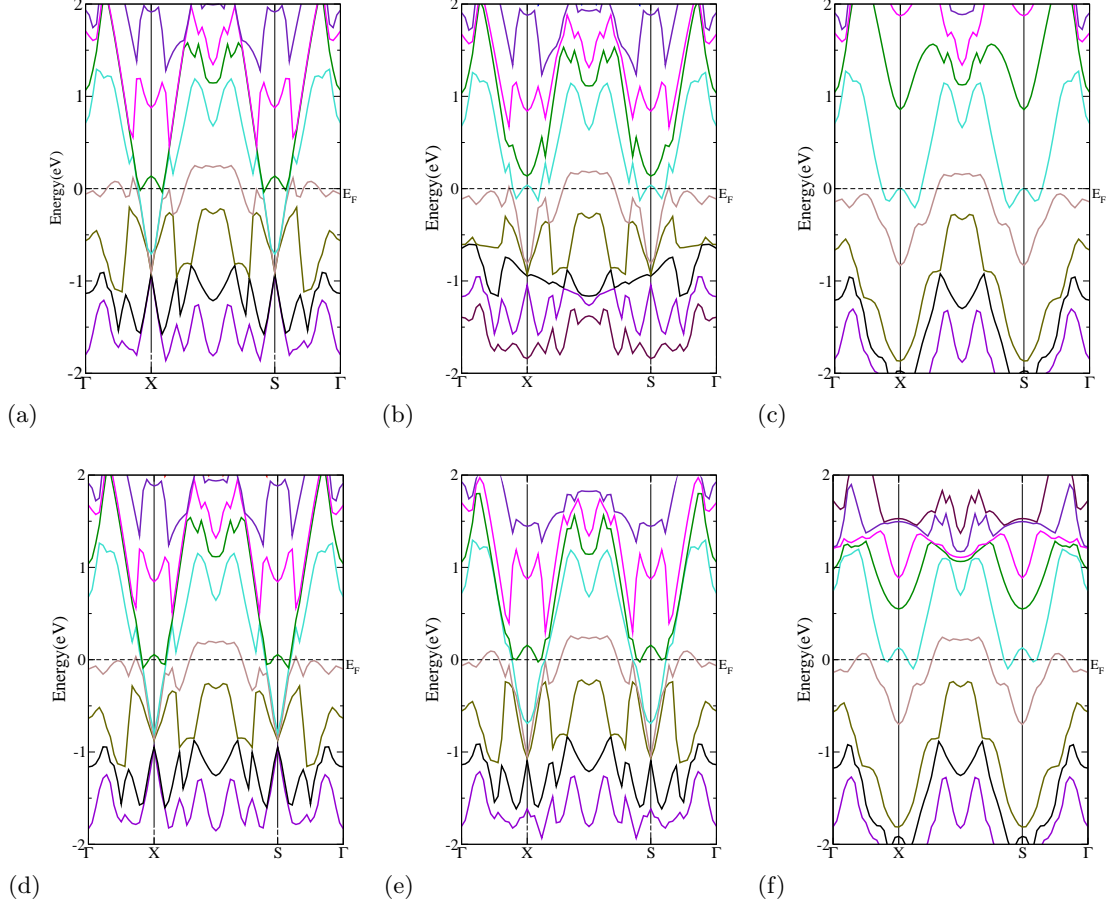 2
1
0
-1
-2
Energy(eV)
E_F
Γ X S Γ
(a)
2
1
0
-1
-2
Energy(eV)
E_F
Γ X S Γ
(b)
2
1
0
-1
-2
Energy(eV)
E_F
Γ X S Γ
(c)
2
1
0
-1
-2
Energy(eV)
E_F
Γ X S Γ
(d)
2
1
0
-1
-2
Energy(eV)
E_F
Γ X S Γ
(e)
2
1
0
-1
-2
Energy(eV)
E_F
Γ X S Γ
(f)